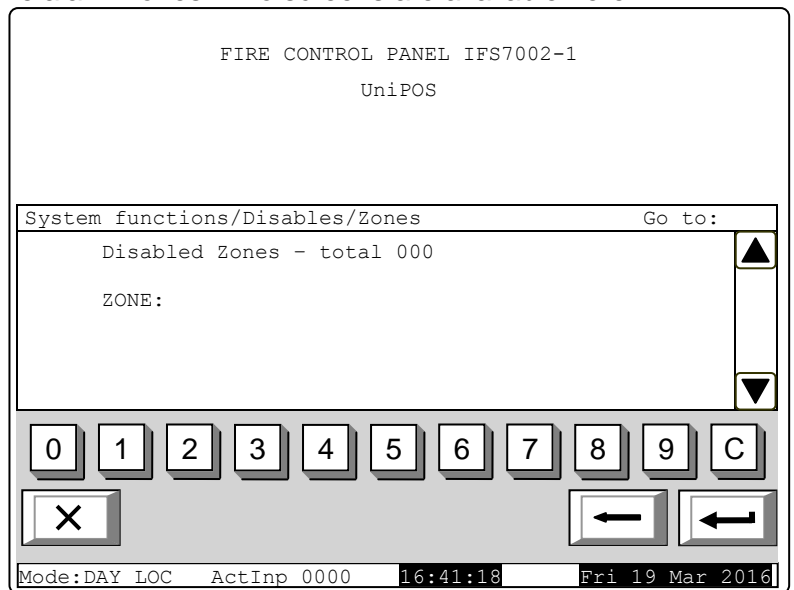 FIRE CONTROL PANEL IFS7002-1
UniPOS
System functions/Disables/Zones Go to:
Disabled Zones – total 000
ZONE:
0 1 2 3 4 5 6 7 8 9 C
Mode:DAY LOC ActInp 0000 16:41:18 Fri 19 Mar 2016